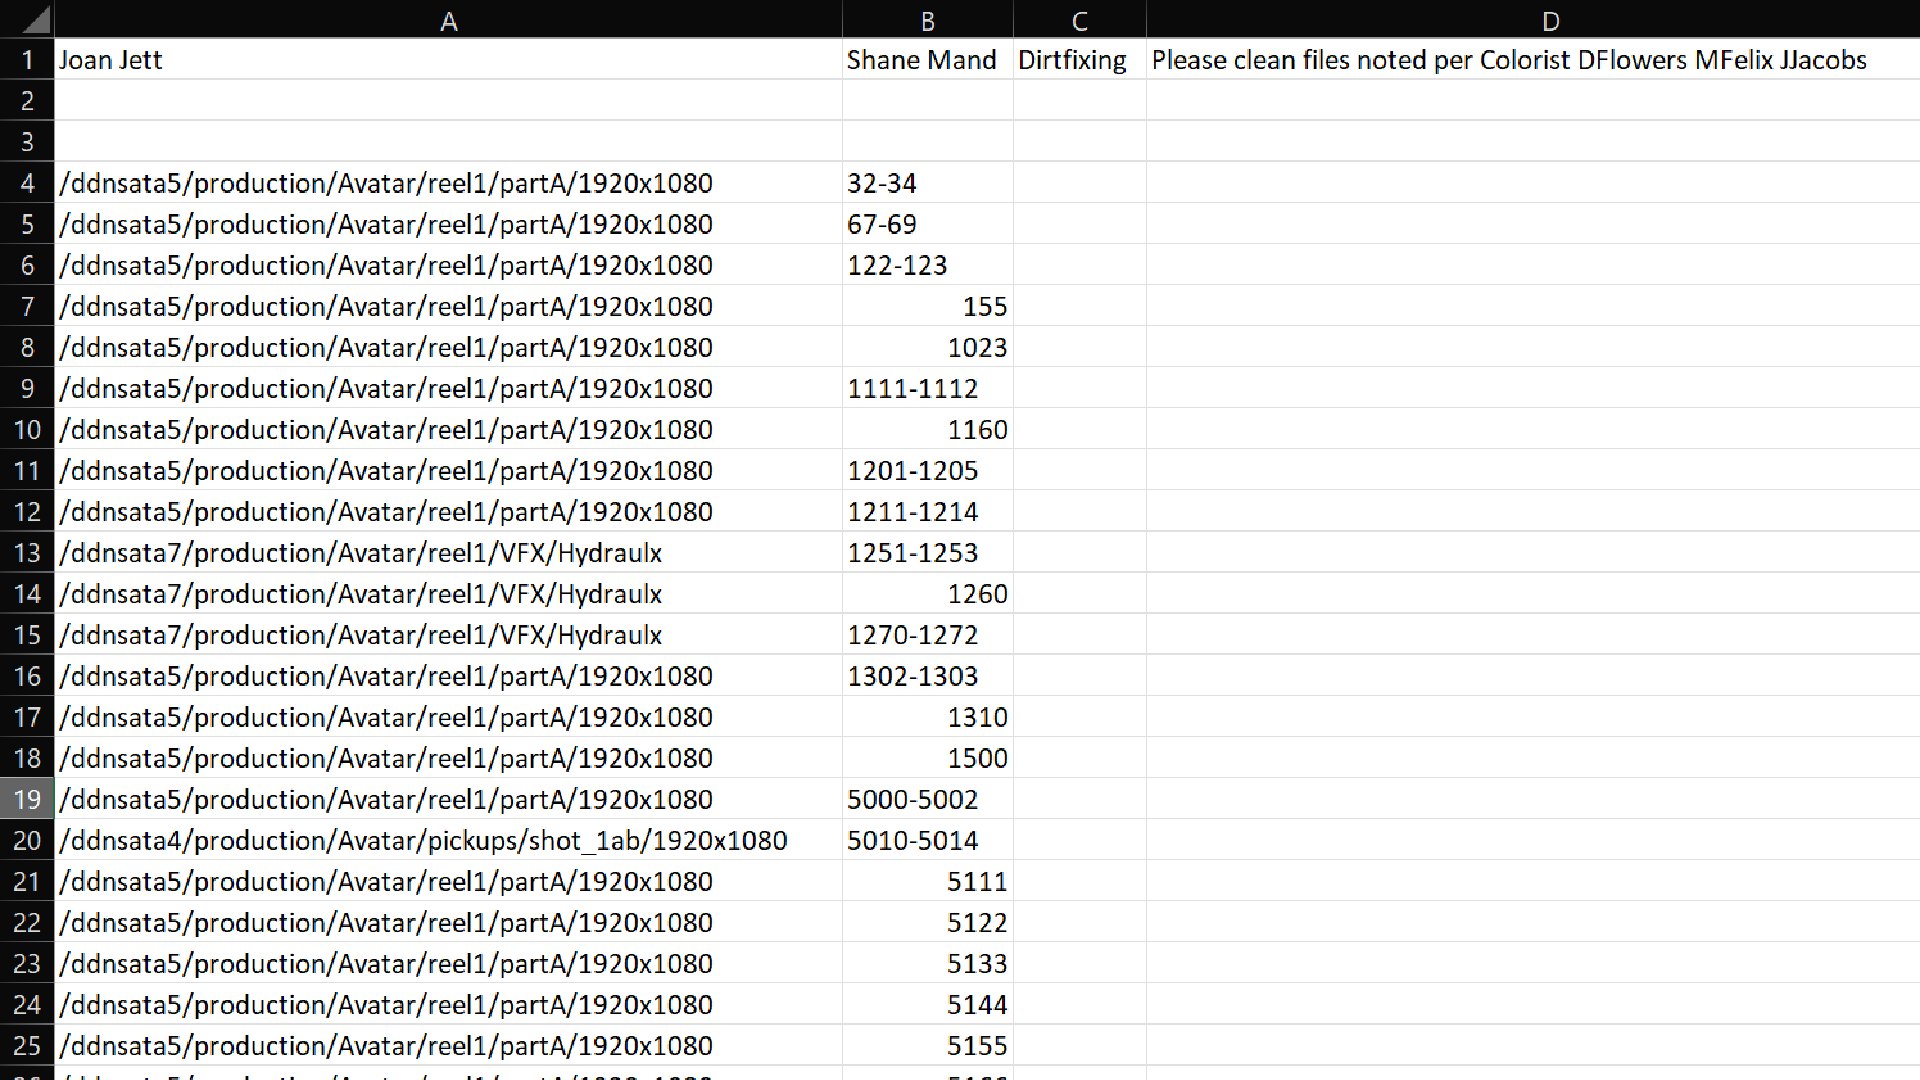 A B C D
1 Joan Jett Shane Mand Dirtfixing Please clean files noted per Colorist DFlowers MFelix JJacobs
2
3
4 /ddnsata5/production/Avatar/reel1/partA/1920x1080 32-34
5 /ddnsata5/production/Avatar/reel1/partA/1920x1080 67-69
6 /ddnsata5/production/Avatar/reel1/partA/1920x1080 122-123
7 /ddnsata5/production/Avatar/reel1/partA/1920x1080 155
8 /ddnsata5/production/Avatar/reel1/partA/1920x1080 1023
9 /ddnsata5/production/Avatar/reel1/partA/1920x1080 1111-1112
10 /ddnsata5/production/Avatar/reel1/partA/1920x1080 1160
11 /ddnsata5/production/Avatar/reel1/partA/1920x1080 1201-1205
12 /ddnsata5/production/Avatar/reel1/partA/1920x1080 1211-1214
13 /ddnsata7/production/Avatar/reel1/VFX/Hydraulx 1251-1253
14 /ddnsata7/production/Avatar/reel1/VFX/Hydraulx 1260
15 /ddnsata7/production/Avatar/reel1/VFX/Hydraulx 1270-1272
16 /ddnsata5/production/Avatar/reel1/partA/1920x1080 1302-1303
17 /ddnsata5/production/Avatar/reel1/partA/1920x1080 1310
18 /ddnsata5/production/Avatar/reel1/partA/1920x1080 1500
19 /ddnsata5/production/Avatar/reel1/partA/1920x1080 5000-5002
20 /ddnsata4/production/Avatar/pickups/shot_1ab/1920x1080 5010-5014
21 /ddnsata5/production/Avatar/reel1/partA/1920x1080 5111
22 /ddnsata5/production/Avatar/reel1/partA/1920x1080 5122
23 /ddnsata5/production/Avatar/reel1/partA/1920x1080 5133
24 /ddnsata5/production/Avatar/reel1/partA/1920x1080 5144
25 /ddnsata5/production/Avatar/reel1/partA/1920x1080 5155